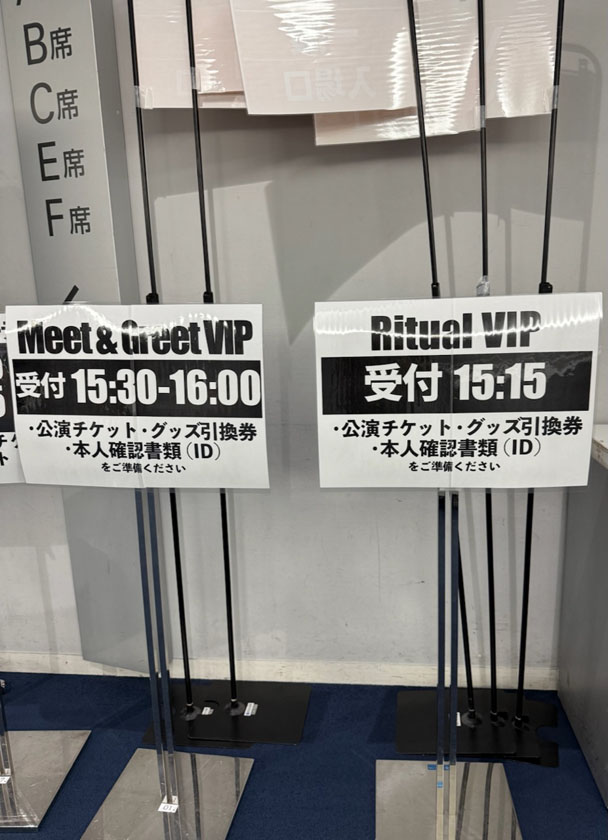 B席
C席
E席
F席
入場口
Meet & Greet VIP
受付 15:30-16:00
・公演チケット・グッズ引換券
・本人確認書類（ID）
をご準備ください
Ritual VIP
受付 15:15
・公演チケット・グッズ引換券
・本人確認書類（ID）
をご準備ください